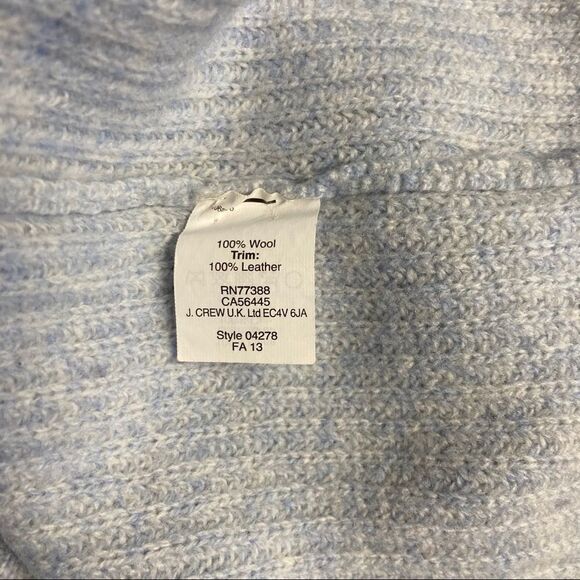 100% Wool
Trim:
100% Leather
RN77388
CA56445
J. CREW U.K. Ltd EC4V 6JA
Style 04278
FA 13